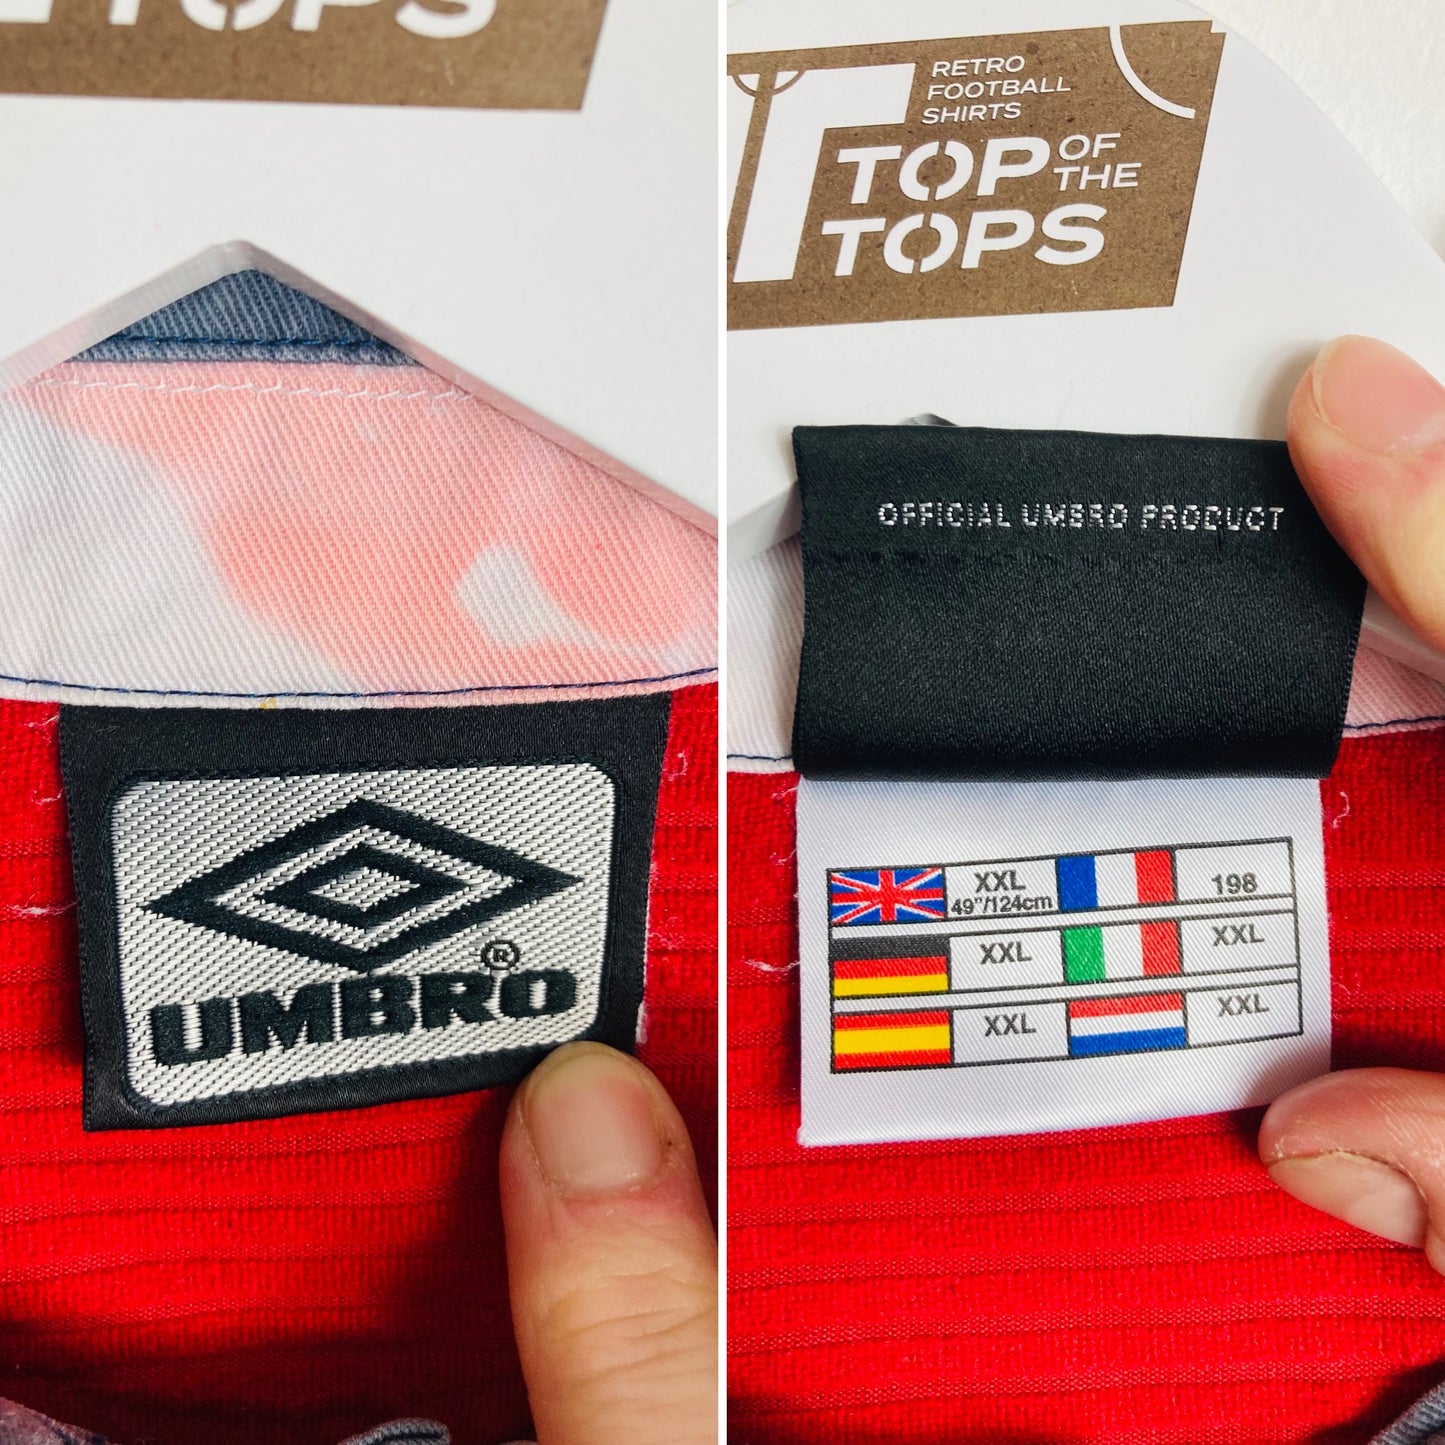 TOPS
UMBRO®
RETRO
FOOTBALL
SHIRTS
TOP OF
THE
TOPS
OFFICIAL UMBRO PRODUCT
XXL
49"/124cm
198
XXL
XXL
XXL
XXL